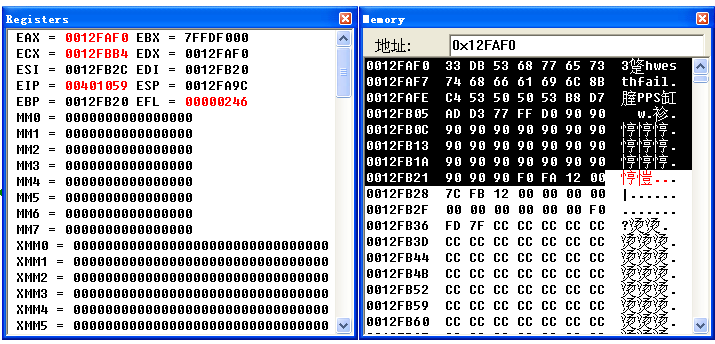 Registers
EAX = 0012FAF0 EBX = 7FFDF000
ECX = 0012FBB4 EDX = 0012FAF0
ESI = 0012FB2C EDI = 0012FB20
EIP = 00401059 ESP = 0012FA9C
EBP = 0012FB20 EFL = 00000246
MM0 = 0000000000000000
MM1 = 0000000000000000
MM2 = 0000000000000000
MM3 = 0000000000000000
MM4 = 0000000000000000
MM5 = 0000000000000000
MM6 = 0000000000000000
MM7 = 0000000000000000
XMM0 = 00000000000000000000000000000000
XMM1 = 00000000000000000000000000000000
XMM2 = 00000000000000000000000000000000
XMM3 = 00000000000000000000000000000000
XMM4 = 00000000000000000000000000000000
XMM5 = 00000000000000000000000000000000
Memory
地址: 0x12FAF0
0012FAF0 33 DB 53 68 77 65 73 3跾hwes
0012FAF7 74 68 66 61 69 6C 8B thfail.
0012FAFE C4 53 50 50 53 B8 D7 腟PPS缸
0012FB05 AD D3 77 FF D0 90 90 w.袗.
0012FB0C 90 90 90 90 90 90 90 悙悙悙.
0012FB13 90 90 90 90 90 90 90 悙悙悙.
0012FB1A 90 90 90 90 90 90 90 悙悙悙.
0012FB21 90 90 90 F0 FA 12 00 悙愷...
0012FB28 7C FB 12 00 00 00 00 |......
0012FB2F 00 00 00 00 00 00 F0 .......
0012FB36 FD 7F CC CC CC CC CC ?烫烫.
0012FB3D CC CC CC CC CC CC CC 烫烫烫.
0012FB44 CC CC CC CC CC CC CC 烫烫烫.
0012FB4B CC CC CC CC CC CC CC 烫烫烫.
0012FB52 CC CC CC CC CC CC CC 烫烫烫.
0012FB59 CC CC CC CC CC CC CC 烫烫烫.
0012FB60 CC CC CC CC CC CC CC 烫烫烫.